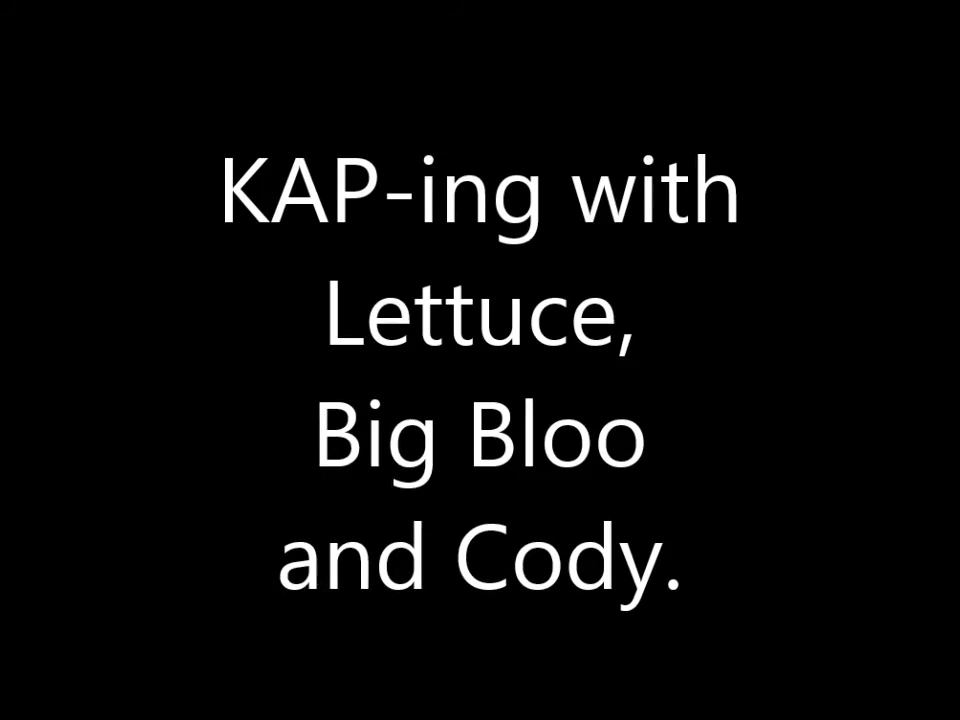 KAP-ing with
Lettuce,
Big Bloo
and Cody.